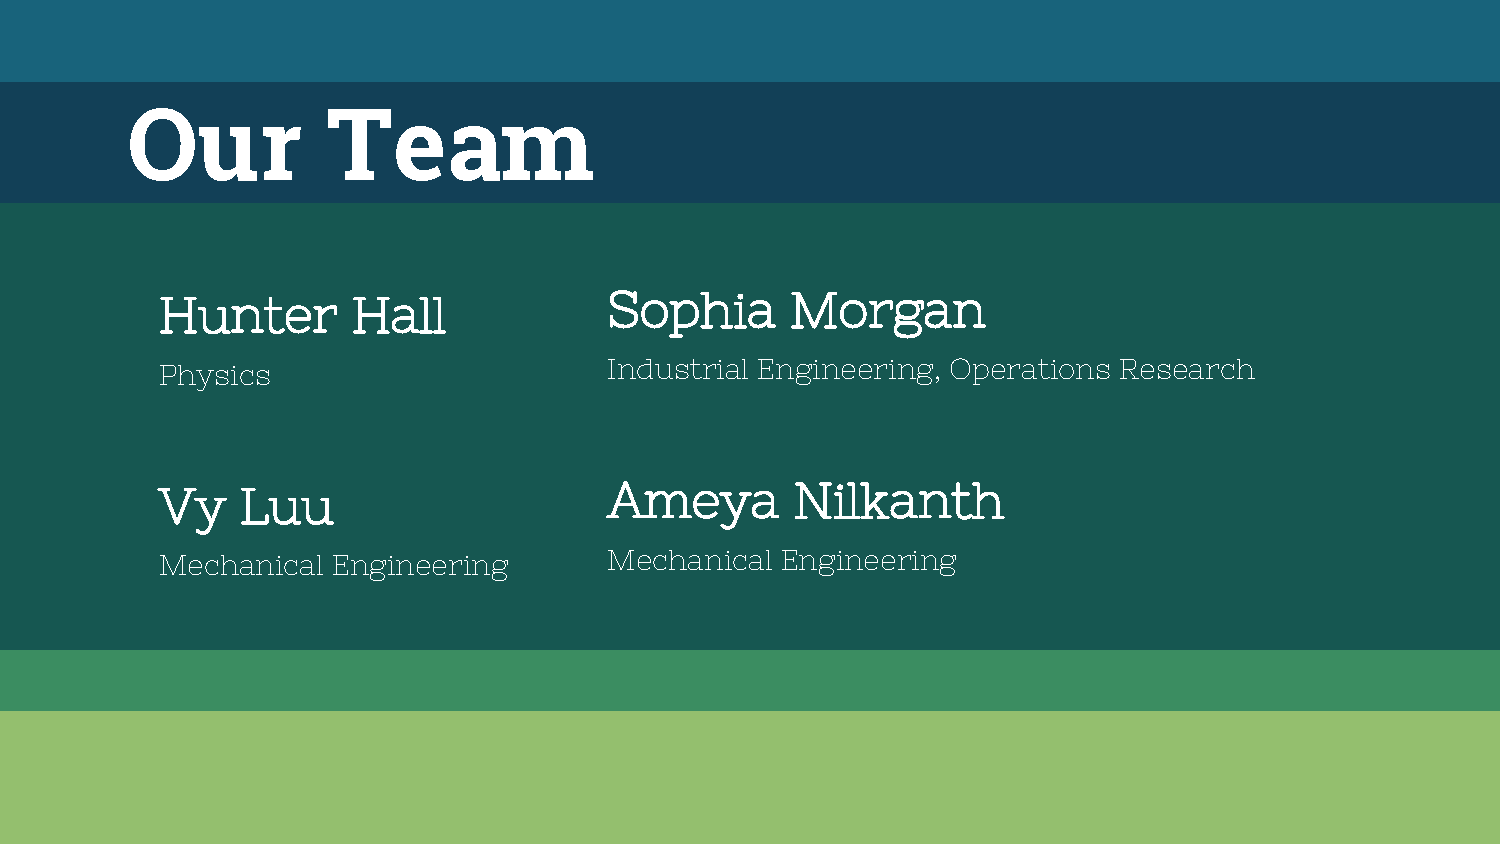 Our Team
Hunter Hall
Physics
Sophia Morgan
Industrial Engineering, Operations Research
Vy Luu
Mechanical Engineering
Ameya Nilkanth
Mechanical Engineering